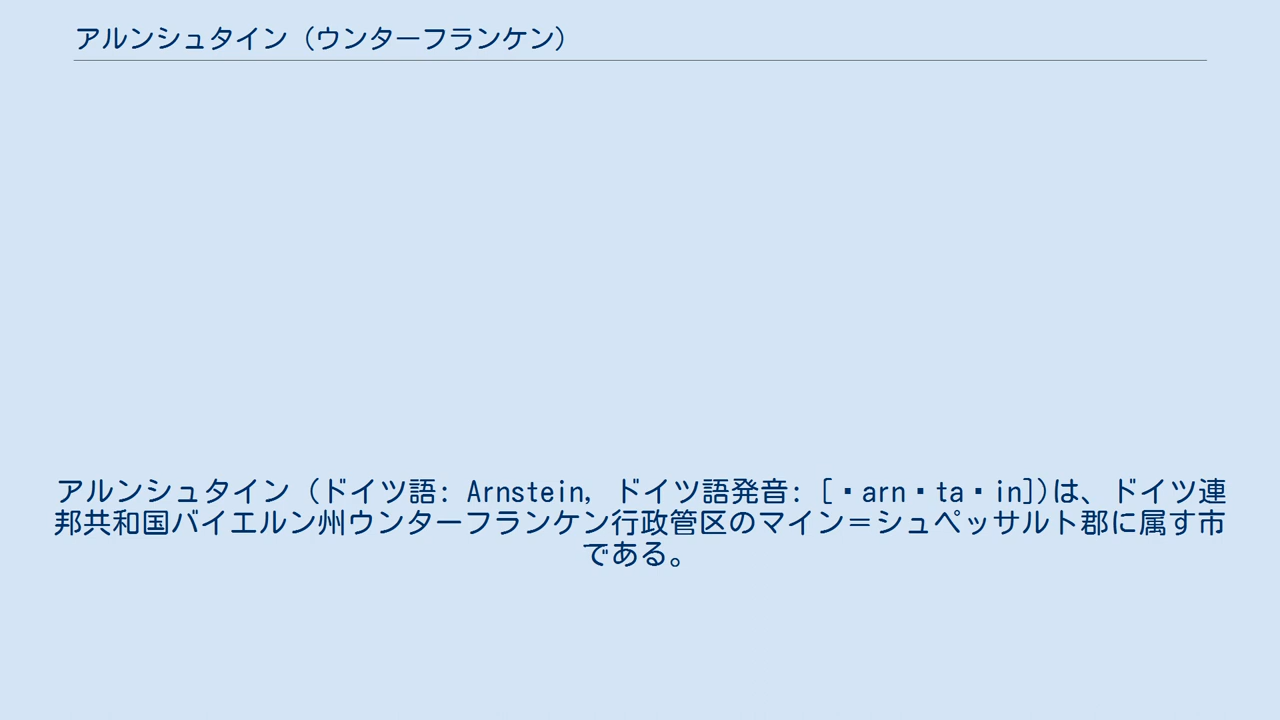 アルンシュタイン (ウンターフランケン)
アルンシュタイン (ドイツ語: Arnstein, ドイツ語発音: [・arn・ta・in])は、ドイツ連
邦共和国バイエルン州ウンターフランケン行政管区のマイン＝シュペッサルト郡に属す市
である。